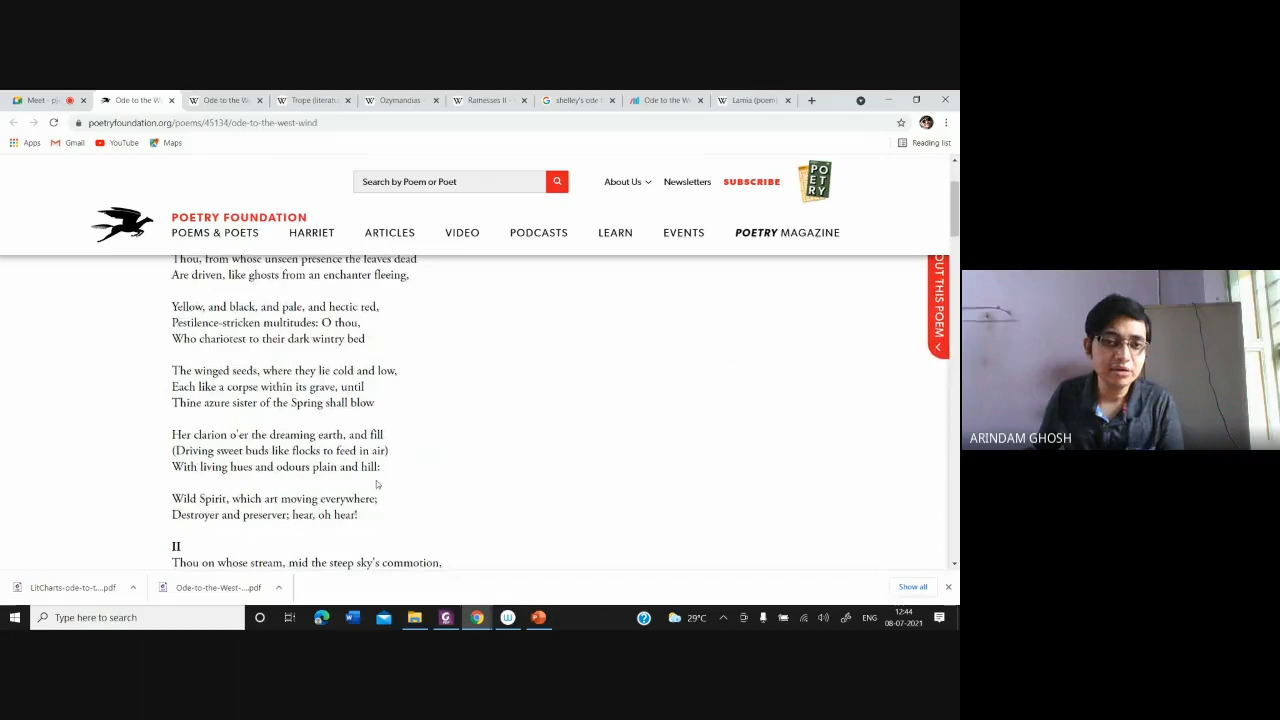 Meet - pj
Ode to the W
Ode to the W
Trope (literatu
Ozymandias
Ramesses II -
shelley's ode
Ode to the W
Lamia (poem)
poetryfoundation.org/poems/45134/ode-to-the-west-wind
Apps
Gmail
YouTube
Maps
Reading list
Search by Poem or Poet
About Us
Newsletters
SUBSCRIBE
PO
ET
RY
POETRY FOUNDATION
POEMS & POETS
HARRIET
ARTICLES
VIDEO
PODCASTS
LEARN
EVENTS
POETRY MAGAZINE
OUT THIS POEM
Thou, from whose unseen presence the leaves dead
Are driven, like ghosts from an enchanter fleeing,
Yellow, and black, and pale, and hectic red,
Pestilence-stricken multitudes: O thou,
Who chariotest to their dark wintry bed
The winged seeds, where they lie cold and low,
Each like a corpse within its grave, until
Thine azure sister of the Spring shall blow
Her clarion o'er the dreaming earth, and fill
(Driving sweet buds like flocks to feed in air)
With living hues and odours plain and hill:
Wild Spirit, which art moving everywhere;
Destroyer and preserver; hear, oh hear!
II
Thou on whose stream, mid the steep sky's commotion,
LitCharts-ode-to-t....pdf
Ode-to-the-West-...pdf
Show all
Type here to search
29°C
ENG
12:44
08-07-2021
ARINDAM GHOSH